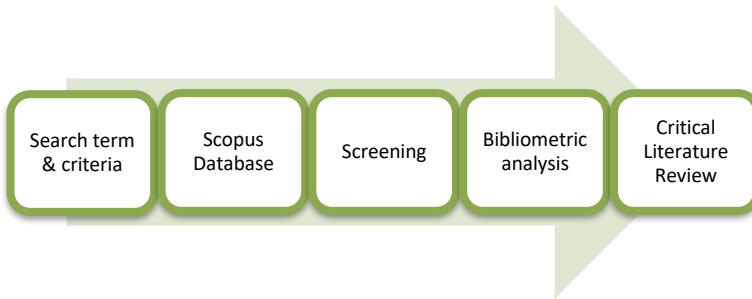 Search term
& criteria
Scopus
Database
Screening
Bibliometric
analysis
Critical
Literature
Review